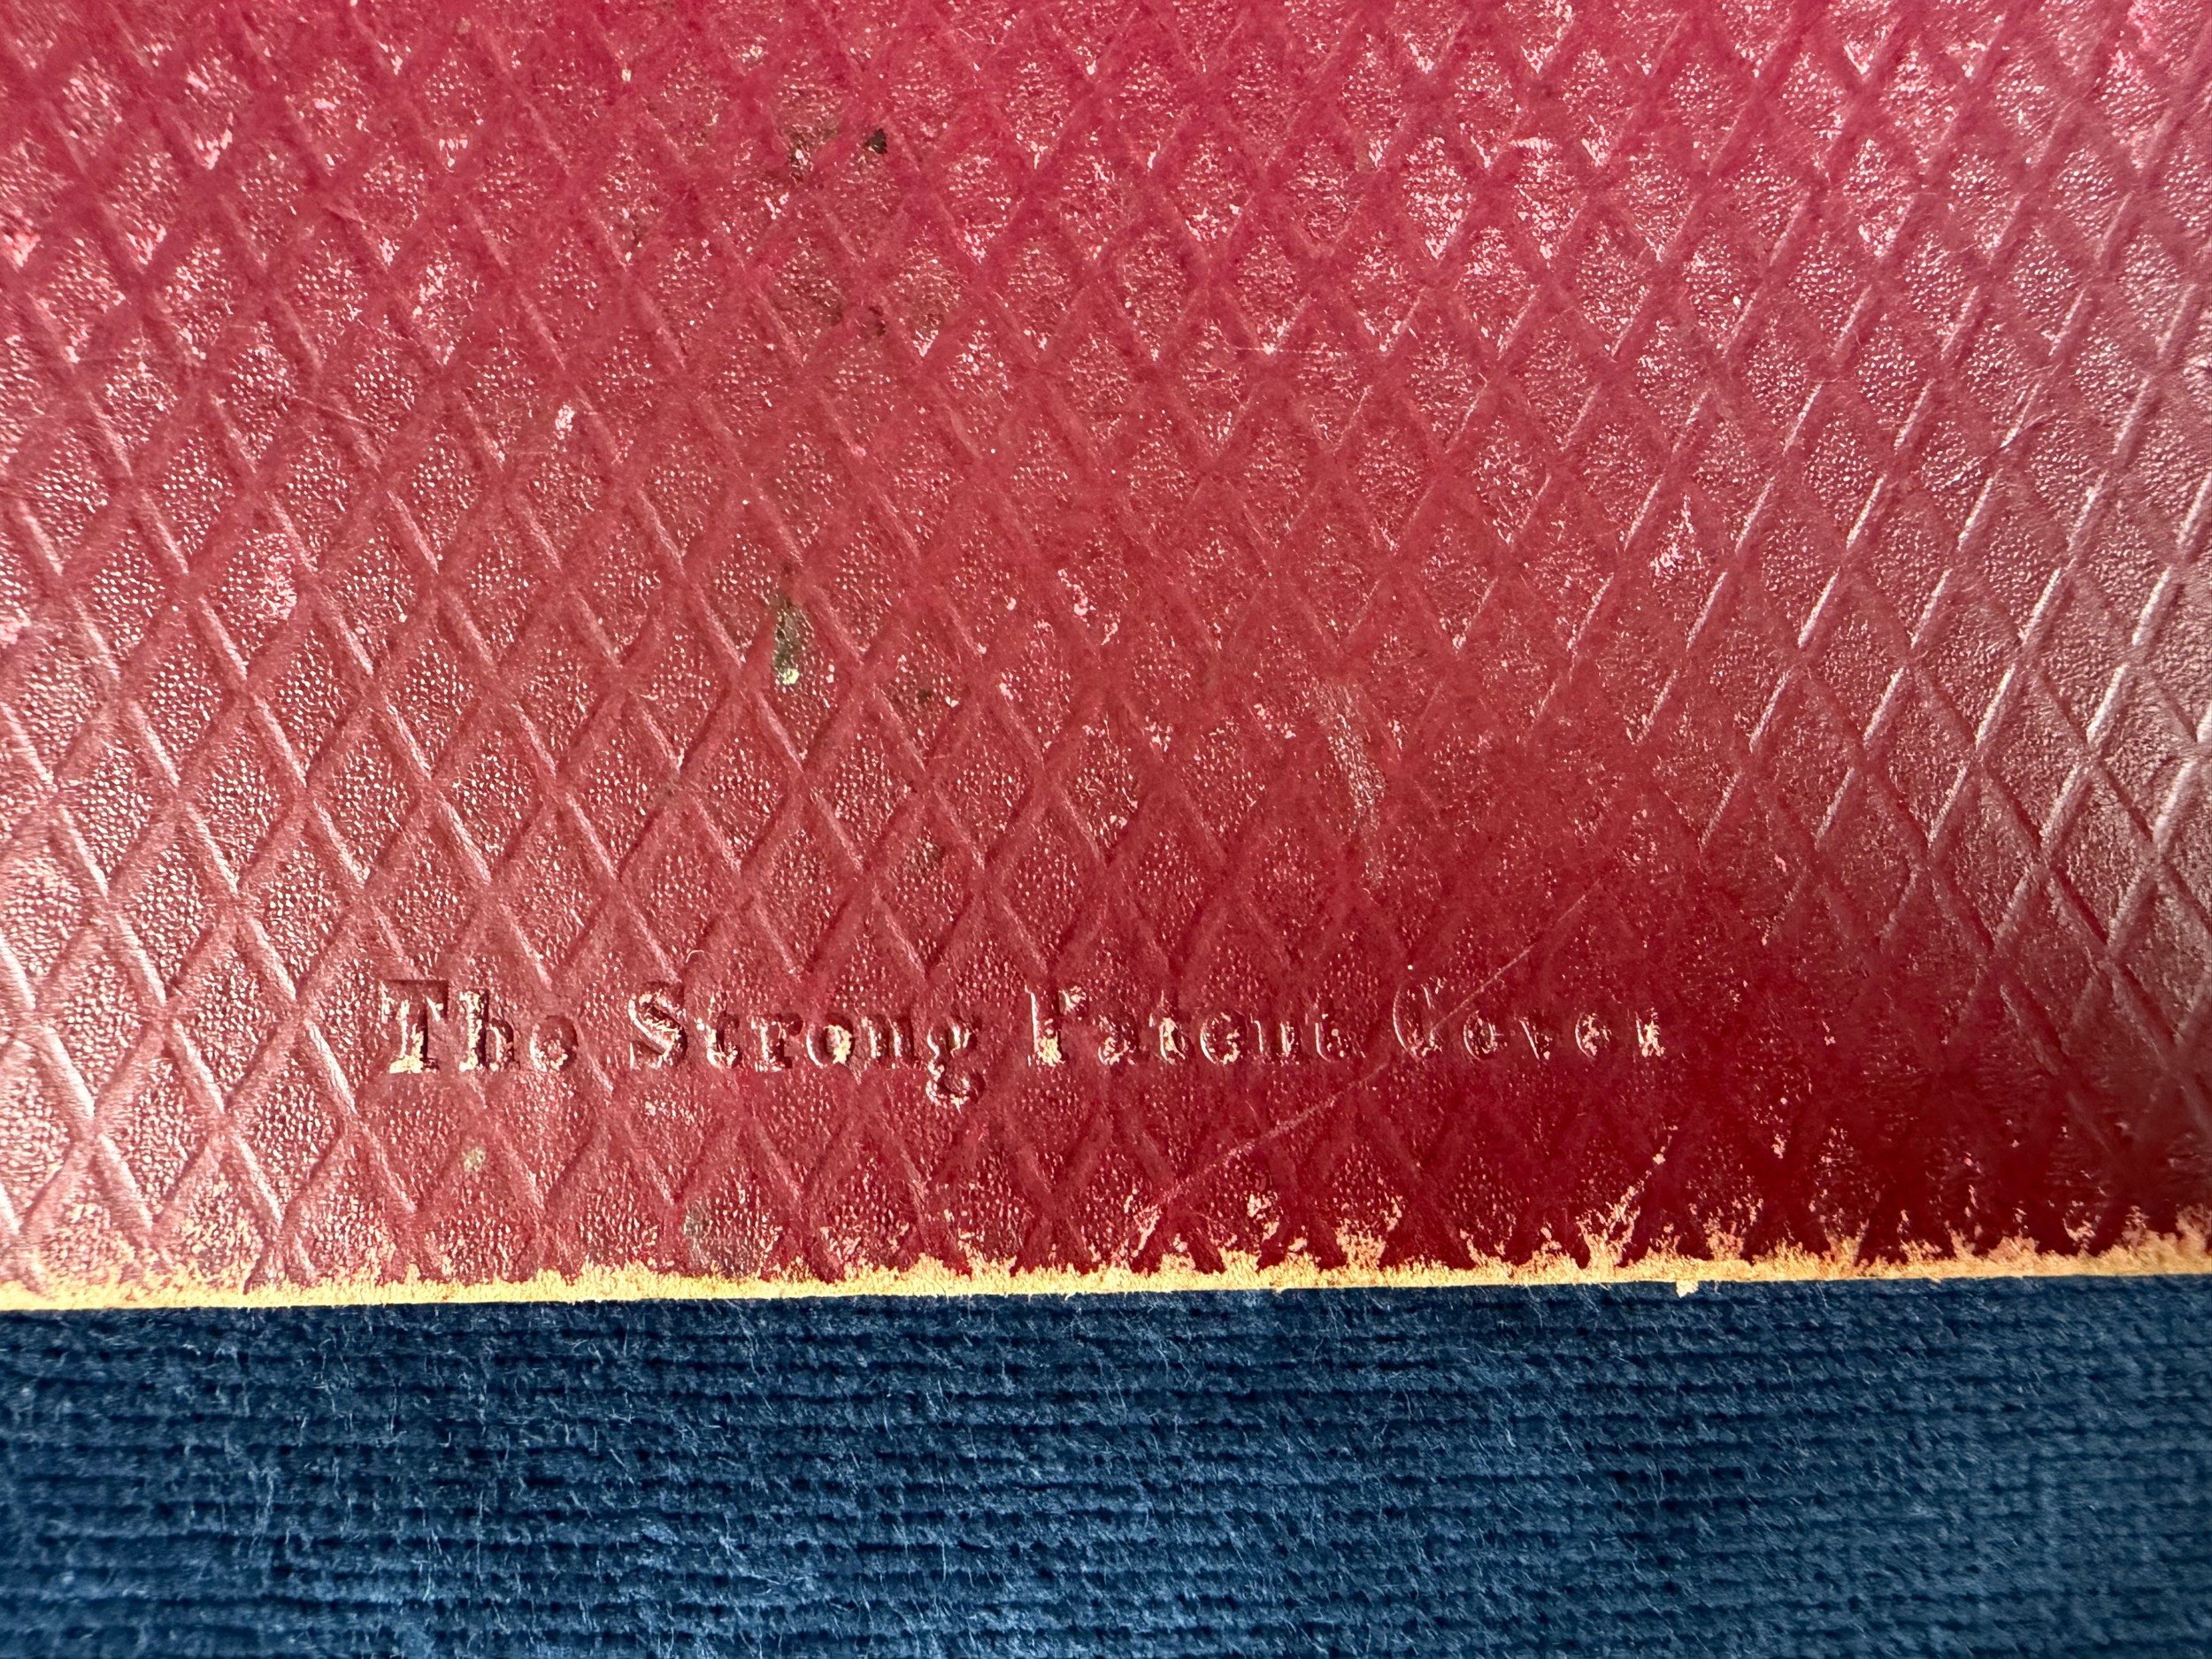 The Strong Patent Cover